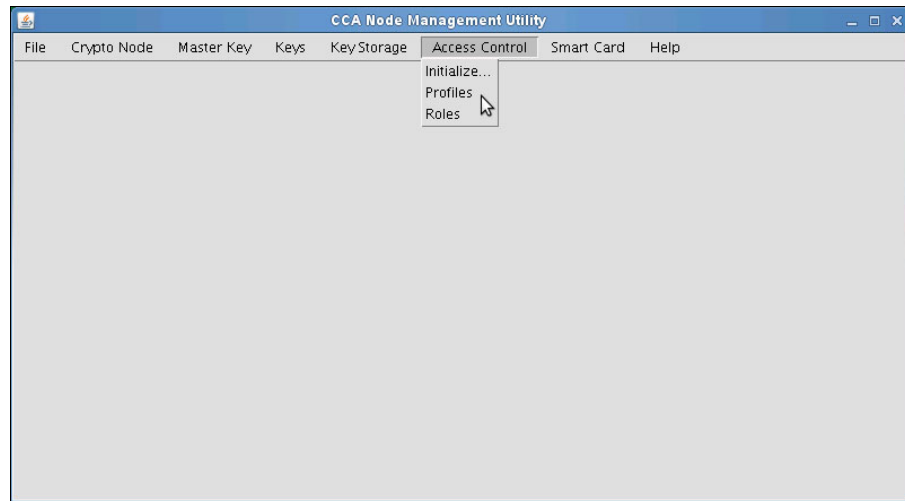 CCA Node Management Utility
File Crypto Node Master Key Keys Key Storage Access Control Smart Card Help
Initialize...
Profiles
Roles